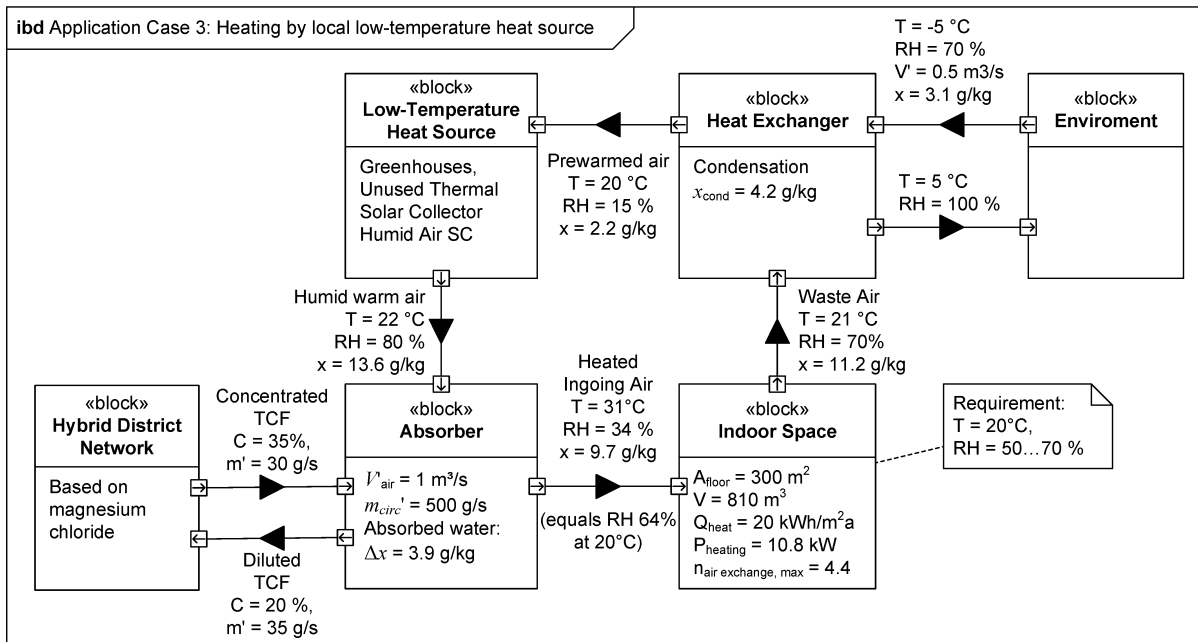 ibd Application Case 3: Heating by local low-temperature heat source
«block»
Low-Temperature
Heat Source
Greenhouses,
Unused Thermal
Solar Collector
Humid Air SC
Prewarmed air
T = 20 °C
RH = 15 %
x = 2.2 g/kg
«block»
Heat Exchanger
Condensation
xcond = 4.2 g/kg
T = -5 °C
RH = 70 %
V' = 0.5 m3/s
x = 3.1 g/kg
T = 5 °C
RH = 100 %
«block»
Enviroment
Humid warm air
T = 22 °C
RH = 80 %
x = 13.6 g/kg
Waste Air
T = 21 °C
RH = 70%
x = 11.2 g/kg
«block»
Hybrid District
Network
Based on
magnesium
chloride
Concentrated
TCF
C = 35%,
m' = 30 g/s
Diluted
TCF
C = 20 %,
m' = 35 g/s
«block»
Absorber
V'air = 1 m³/s
mcirc' = 500 g/s
Absorbed water:
Δx = 3.9 g/kg
Heated
Ingoing Air
T = 31°C
RH = 34 %
x = 9.7 g/kg
(equals RH 64%
at 20°C)
«block»
Indoor Space
Afloor = 300 m²
V = 810 m³
Qheat = 20 kWh/m²a
Pheating = 10.8 kW
nair exchange, max = 4.4
Requirement:
T = 20°C,
RH = 50...70 %